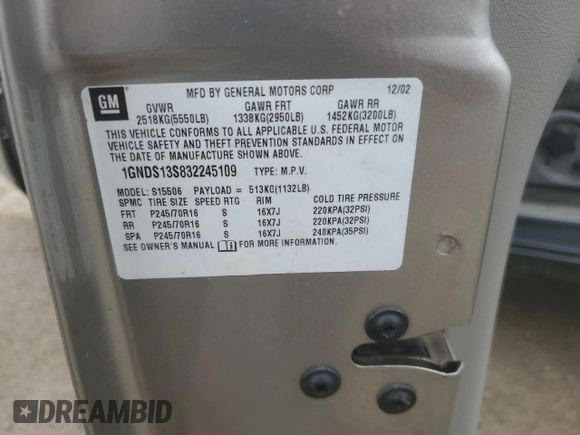 GM
MFD BY GENERAL MOTORS CORP 12/02
GVWR GAWR FRT GAWR RR
2518KG(5550LB) 1338KG(2950LB) 1452KG(3200LB)
THIS VEHICLE CONFORMS TO ALL APPLICABLE U.S. FEDERAL MOTOR
VEHICLE SAFETY AND THEFT PREVENTION STANDARDS IN EFFECT ON
THE DATE OF MANUFACTURE SHOWN ABOVE.
1GNDS13S832245109 TYPE: M.P.V.
MODEL: S15506 PAYLOAD = 513KG(1132LB)
SPMC TIRE SIZE SPEED RTG RIM COLD TIRE PRESSURE
FRT P245/70R16 S 16X7J 220KPA(32PSI)
RR P245/70R16 S 16X7J 220KPA(32PSI)
SPA P245/70R16 S 16X7J 240KPA(35PSI)
SEE OWNER'S MANUAL FOR MORE INFORMATION.
DREAMBID